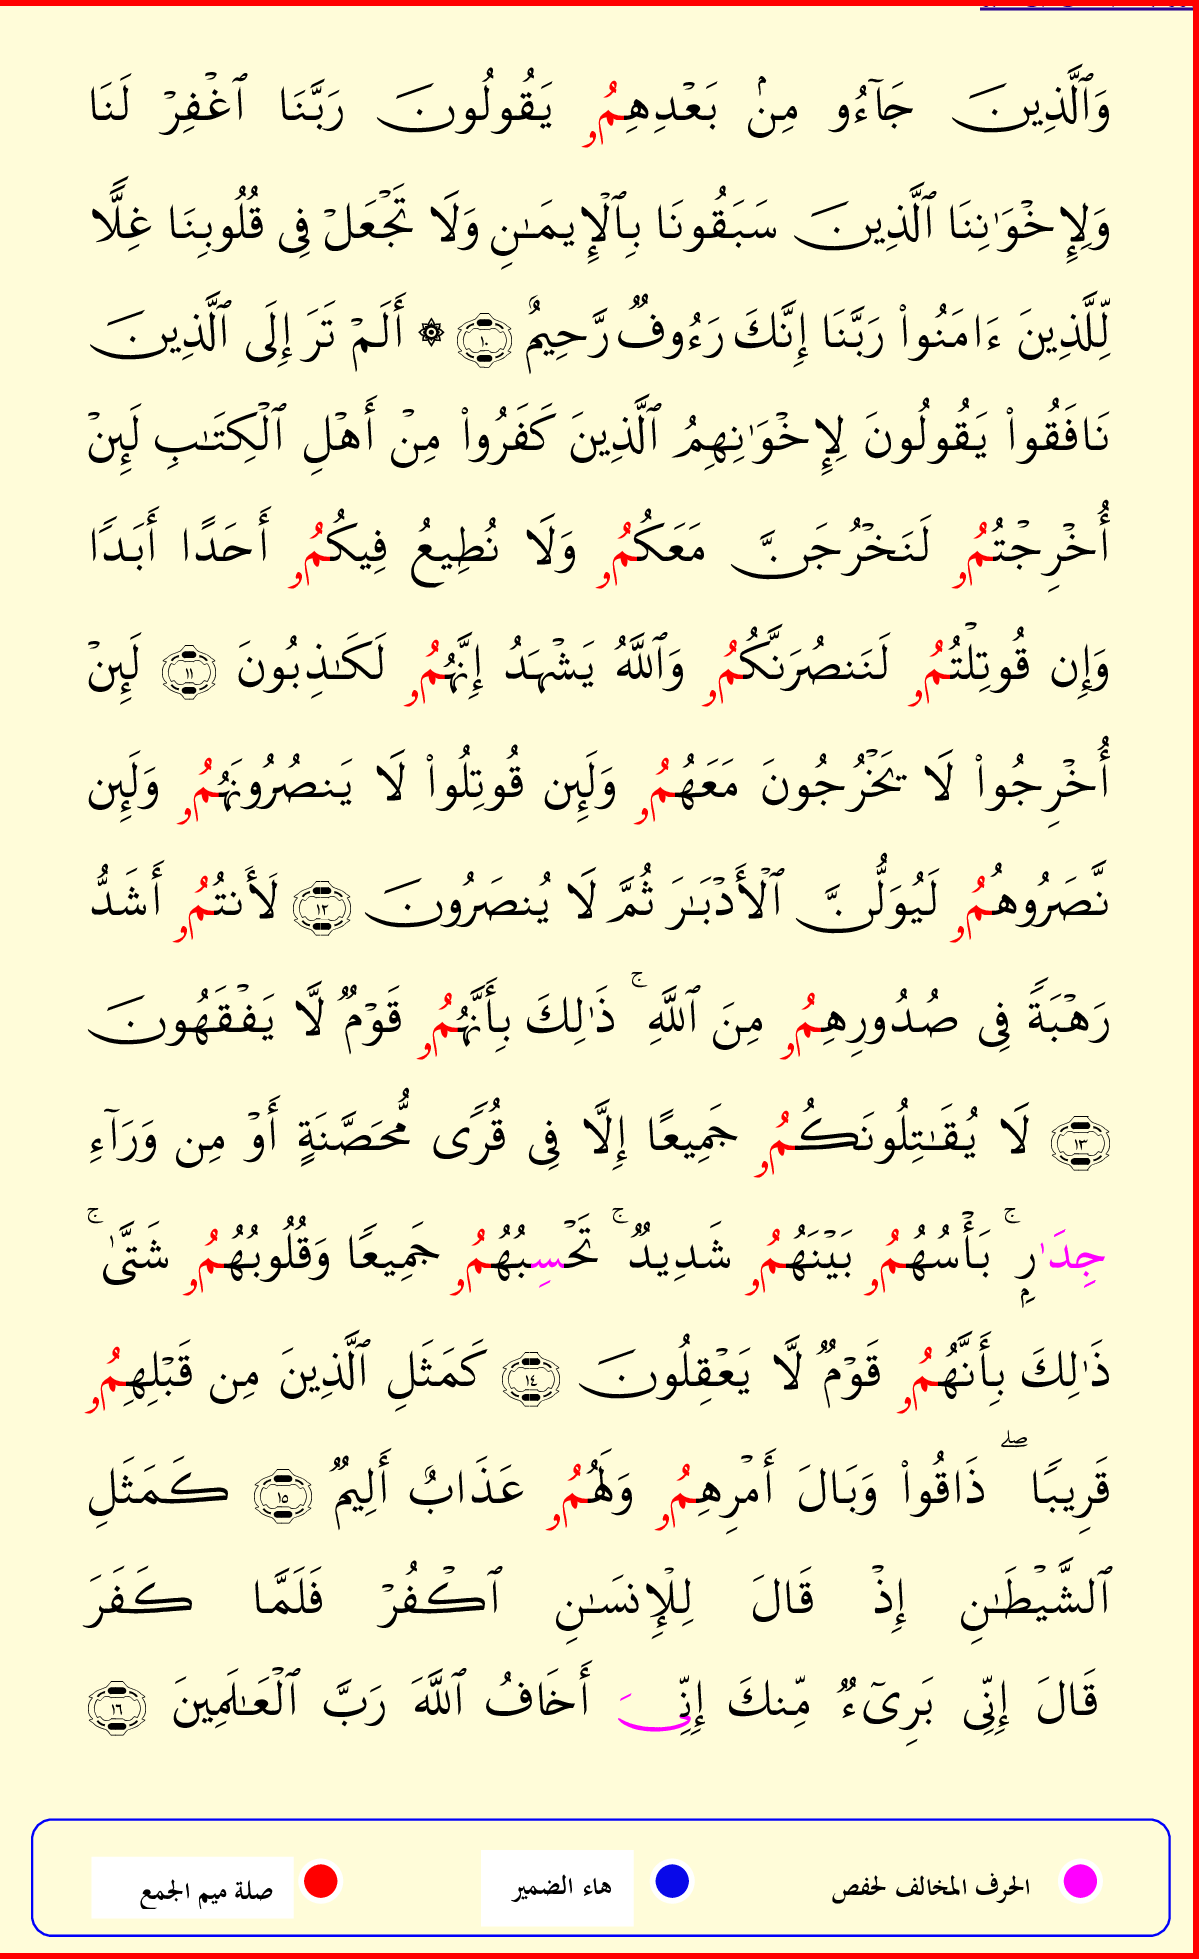 وَٱلَّذِينَ جَآءُو مِنۢ بَعۡدِهِمُۥ يَقُولُونَ رَبَّنَا ٱغۡفِرۡ لَنَا
وَلِإِخۡوَٰنِنَا ٱلَّذِينَ سَبَقُونَا بِٱلۡإِيمَٰنِ وَلَا تَجۡعَلۡ فِي قُلُوبِنَا غِلّٗا
لِّلَّذِينَ ءَامَنُواْ رَبَّنَآ إِنَّكَ رَءُوفٞ رَّحِيمٌ ١٠ ۞ أَلَمۡ تَرَ إِلَى ٱلَّذِينَ
نَافَقُواْ يَقُولُونَ لِإِخۡوَٰنِهِمُ ٱلَّذِينَ كَفَرُواْ مِنۡ أَهۡلِ ٱلۡكِتَٰبِ لَئِنۡ
أُخۡرِجۡتُمُۥ لَنَخۡرُجَنَّ مَعَكُمُۥ وَلَا نُطِيعُ فِيكُمُۥ أَحَدًا أَبَدٗا
وَإِن قُوتِلۡتُمُۥ لَنَنصُرَنَّكُمُۥ وَٱللَّهُ يَشۡهَدُ إِنَّهُمُۥ لَكَٰذِبُونَ ١١ لَئِنۡ
أُخۡرِجُواْ لَا يَخۡرُجُونَ مَعَهُمُۥ وَلَئِن قُوتِلُواْ لَا يَنصُرُونَهُمُۥ وَلَئِن
نَّصَرُوهُمُۥ لَيُوَلُّنَّ ٱلۡأَدۡبَٰرَ ثُمَّ لَا يُنصَرُونَ ١٢ لَأَنتُمُۥ أَشَدُّ
رَهۡبَةٗ فِي صُدُورِهِمُۥ مِنَ ٱللَّهِۚ ذَٰلِكَ بِأَنَّهُمُۥ قَوۡمٞ لَّا يَفۡقَهُونَ
١٣ لَا يُقَٰتِلُونَكُمُۥ جَمِيعًا إِلَّا فِي قُرٗى مُّحَصَّنَةٍ أَوۡ مِن وَرَآءِ
جِدَٰرِۭۚ بَأۡسُهُمُۥ بَيۡنَهُمُۥ شَدِيدٞۚ تَحۡسِبُهُمُۥ جَمِيعٗا وَقُلُوبُهُمُۥ شَتَّىٰۚ
ذَٰلِكَ بِأَنَّهُمُۥ قَوۡمٞ لَّا يَعۡقِلُونَ ١٤ كَمَثَلِ ٱلَّذِينَ مِن قَبۡلِهِمُۥ
قَرِيبٗاۖ ذَاقُواْ وَبَالَ أَمۡرِهِمُۥ وَلَهُمُۥ عَذَابٌ أَلِيمٞ ١٥ كَمَثَلِ
ٱلشَّيۡطَٰنِ إِذۡ قَالَ لِلۡإِنسَٰنِ ٱكۡفُرۡ فَلَمَّا كَفَرَ
قَالَ إِنِّي بَرِيٓءٞ مِّنكَ إِنِّيَ أَخَافُ ٱللَّهَ رَبَّ ٱلۡعَٰلَمِينَ ١٦
الحرف المخالف لحفص هاء الضمير صلة ميم الجمع